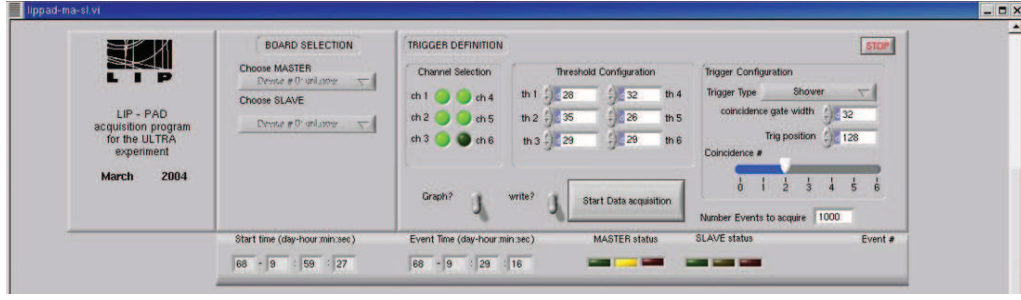 lippad-ma-sl.vi
LIP
LIP - PAD
acquisition program
for the ULTRA
experiment
March 2004
BOARD SELECTION
Choose MASTER
Choose SLAVE
TRIGGER DEFINITION
STOP
Channel Selection
ch 1 ch 4
ch 2 ch 5
ch 3 ch 6
Threshold Configuration
th 1 28 32 th 4
th 2 35 26 th 5
th 3 29 29 th 6
Trigger Configuration
Trigger Type Shower
coincidence gate width 32
Trig position 128
Coincidence #
0 1 2 3 4 5 6
Graph? write? Start Data acquisition
Number Events to acquire 1000
Start time (day-hour:min:sec) Event Time (day-hour:min:sec) MASTER status SLAVE status Event #
68 - 9 : 59 : 27 68 - 9 : 29 : 16